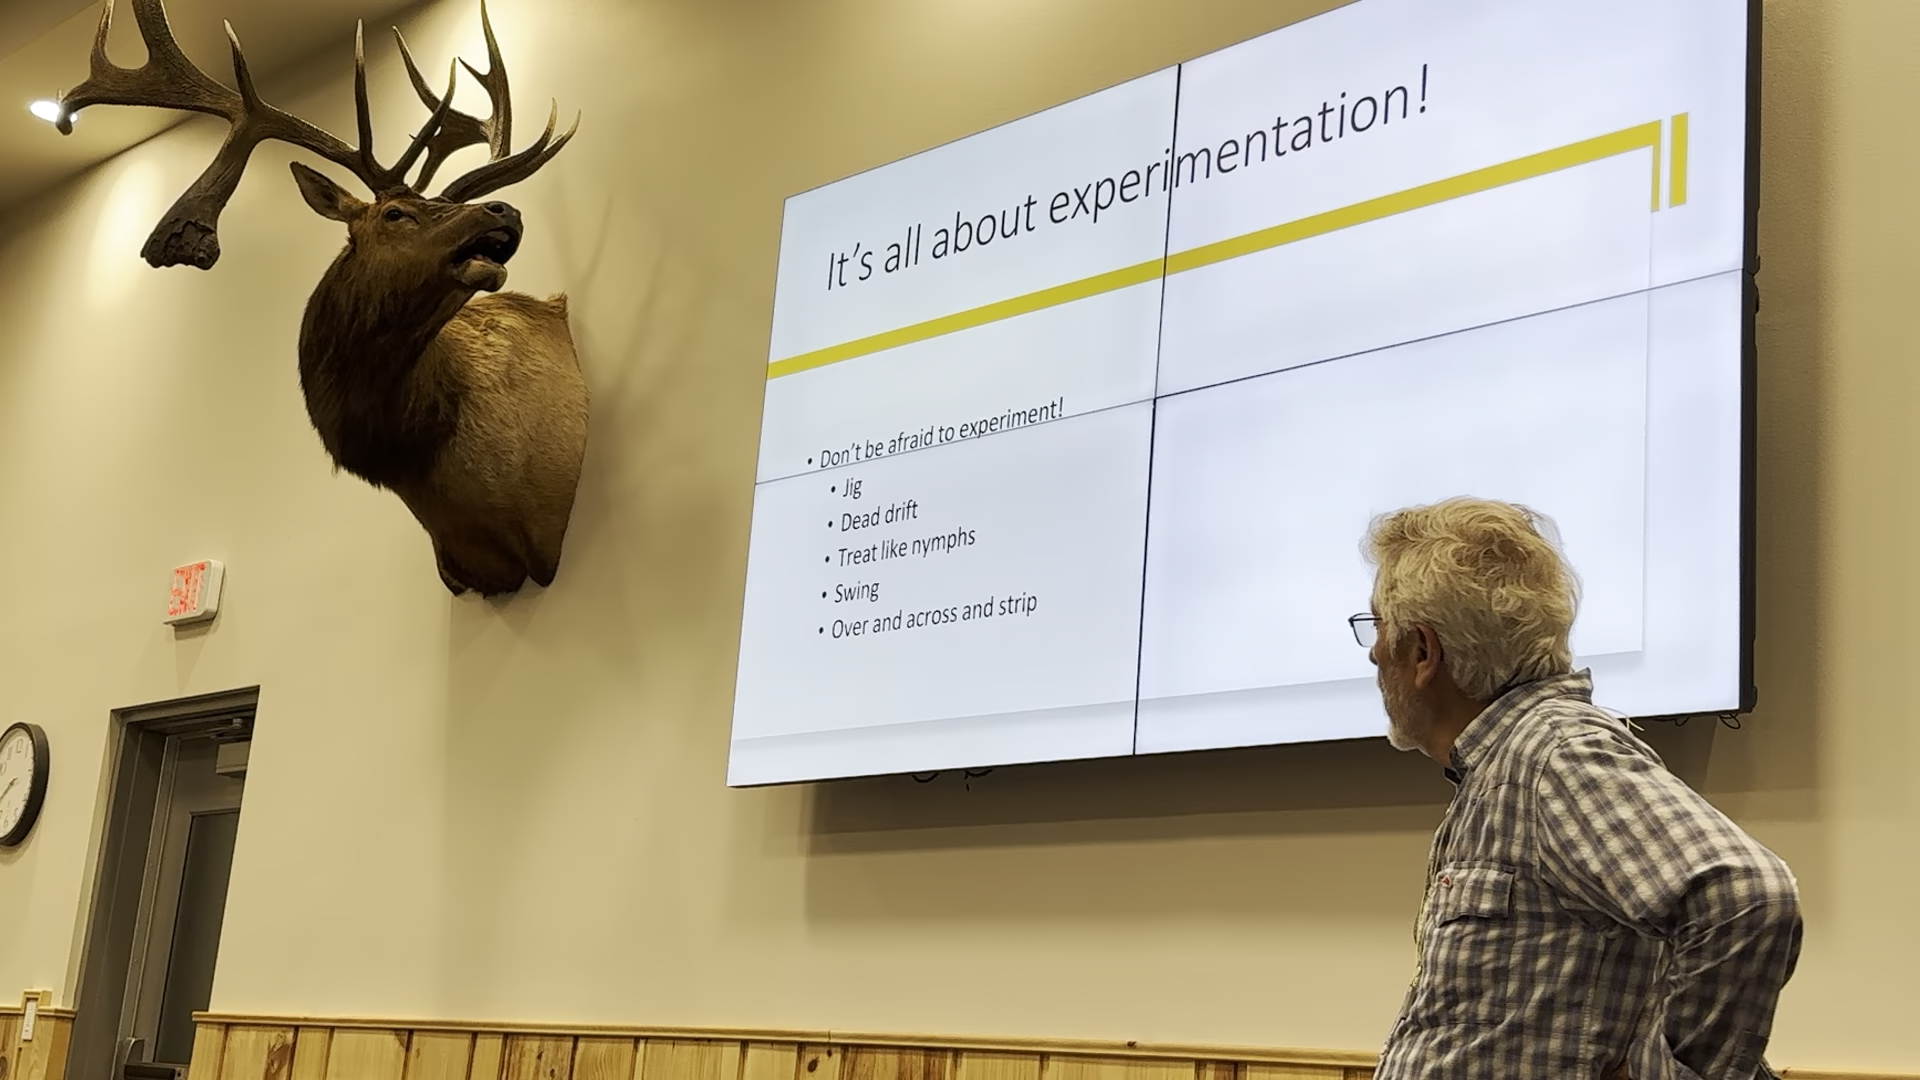 It's all about experimentation!
• Don't be afraid to experiment!
• Jig
• Dead drift
• Treat like nymphs
• Swing
• Over and across and strip
EXIT